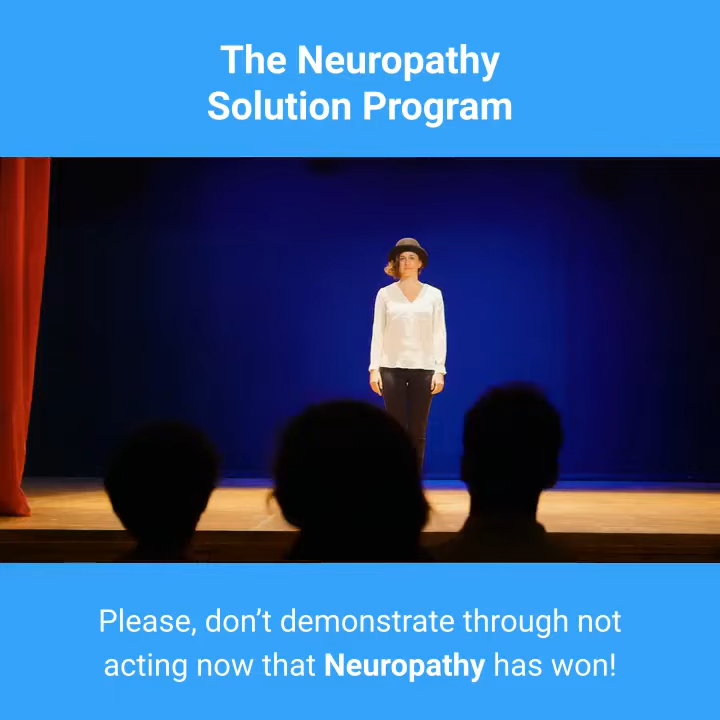 The Neuropathy
Solution Program
Please, don’t demonstrate through not
acting now that Neuropathy has won!